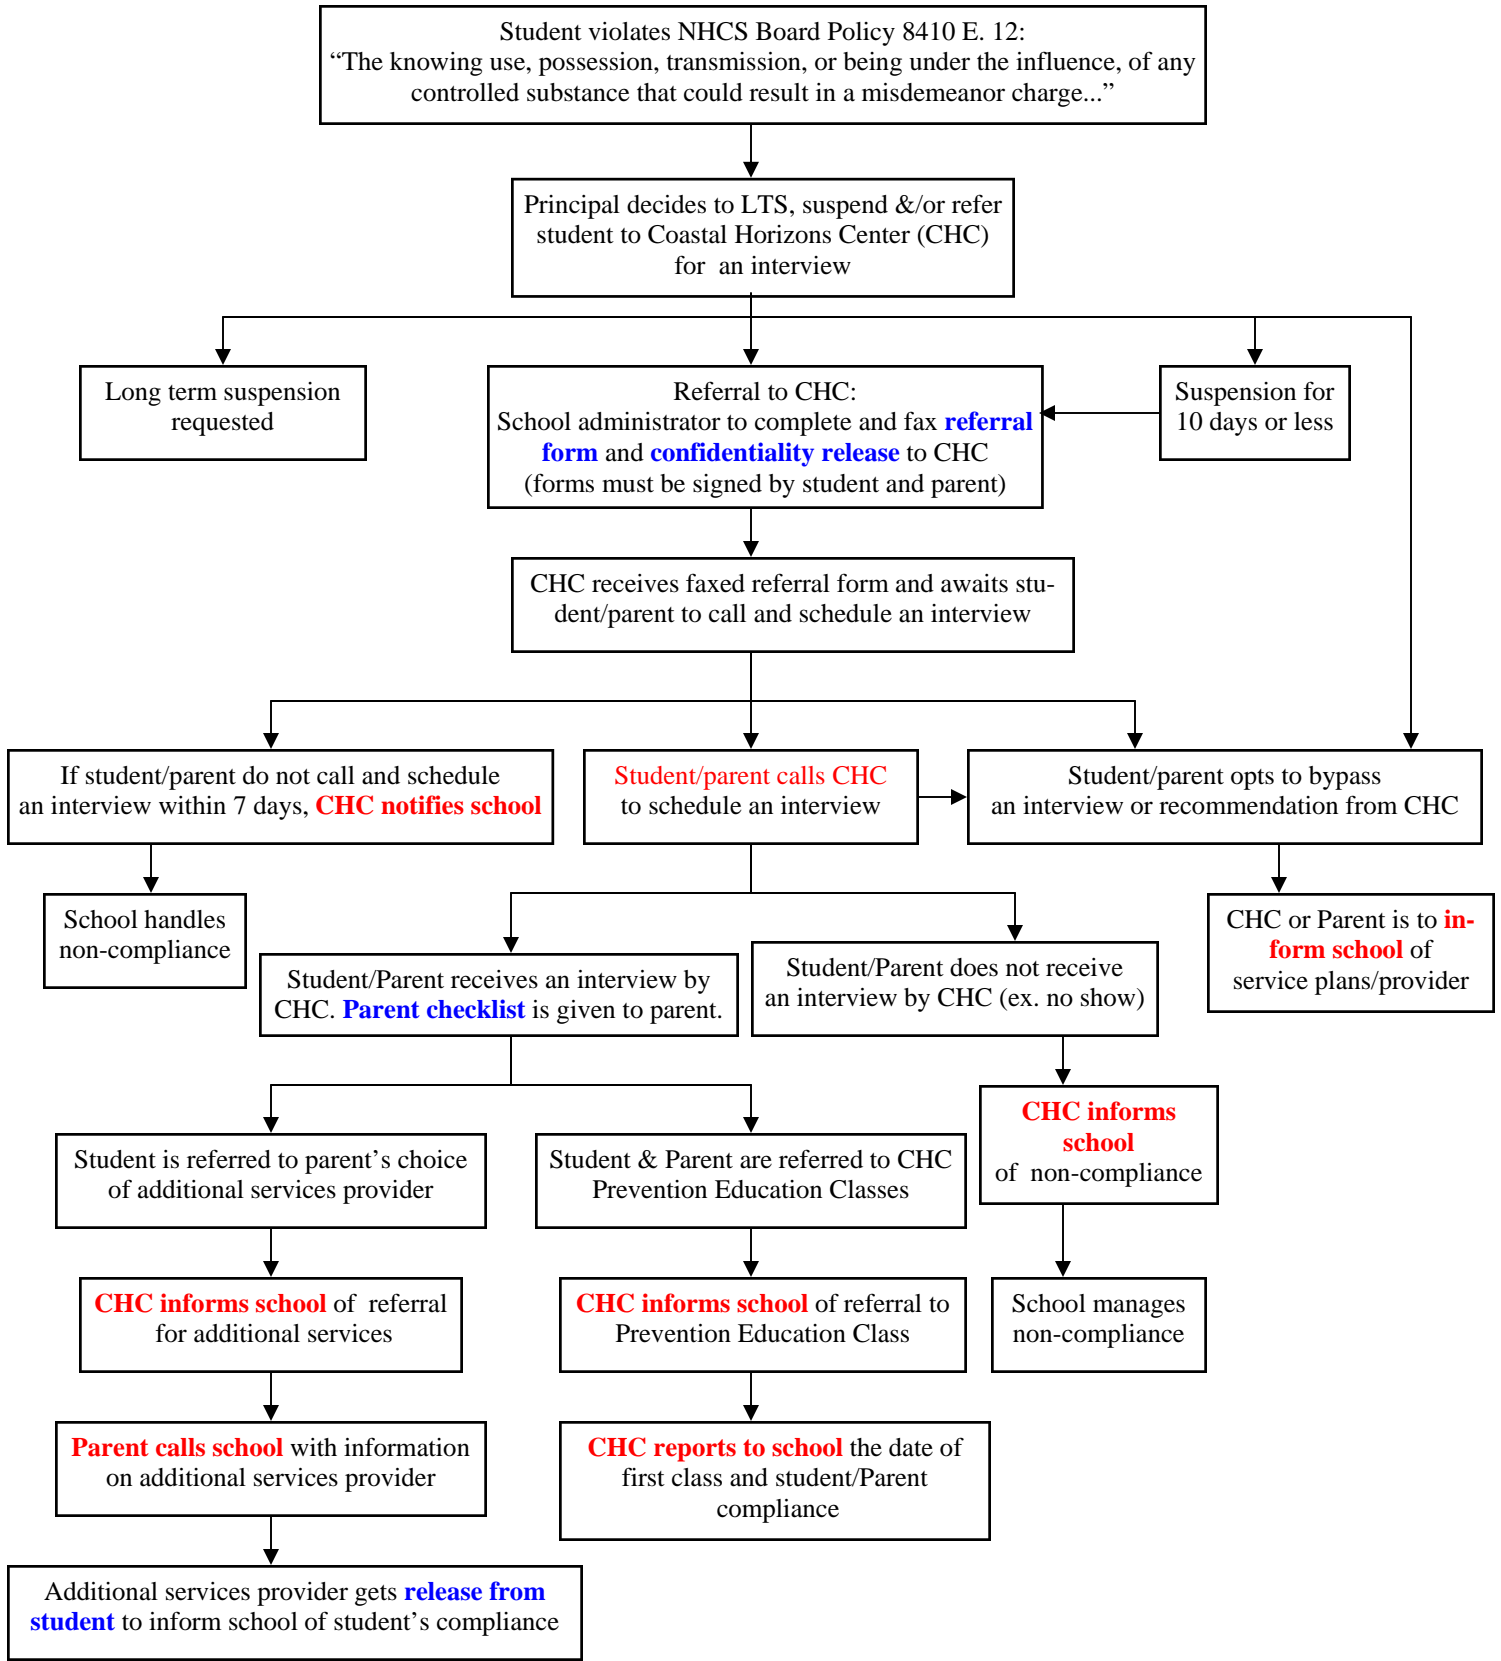 Student violates NHCS Board Policy 8410 E. 12:
“The knowing use, possession, transmission, or being under the influence, of any
controlled substance that could result in a misdemeanor charge...”
Principal decides to LTS, suspend &/or refer
student to Coastal Horizons Center (CHC)
for an interview
Long term suspension
requested
Referral to CHC:
School administrator to complete and fax referral
form and confidentiality release to CHC
(forms must be signed by student and parent)
Suspension for
10 days or less
CHC receives faxed referral form and awaits stu-
dent/parent to call and schedule an interview
If student/parent do not call and schedule
an interview within 7 days, CHC notifies school
Student/parent calls CHC
to schedule an interview
Student/parent opts to bypass
an interview or recommendation from CHC
School handles
non-compliance
CHC or Parent is to in-
form school of
service plans/provider
Student/Parent receives an interview by
CHC. Parent checklist is given to parent.
Student/Parent does not receive
an interview by CHC (ex. no show)
CHC informs
school
of non-compliance
Student is referred to parent’s choice
of additional services provider
Student & Parent are referred to CHC
Prevention Education Classes
CHC informs school of referral
for additional services
CHC informs school of referral to
Prevention Education Class
School manages
non-compliance
Parent calls school with information
on additional services provider
CHC reports to school the date of
first class and student/Parent
compliance
Additional services provider gets release from
student to inform school of student’s compliance